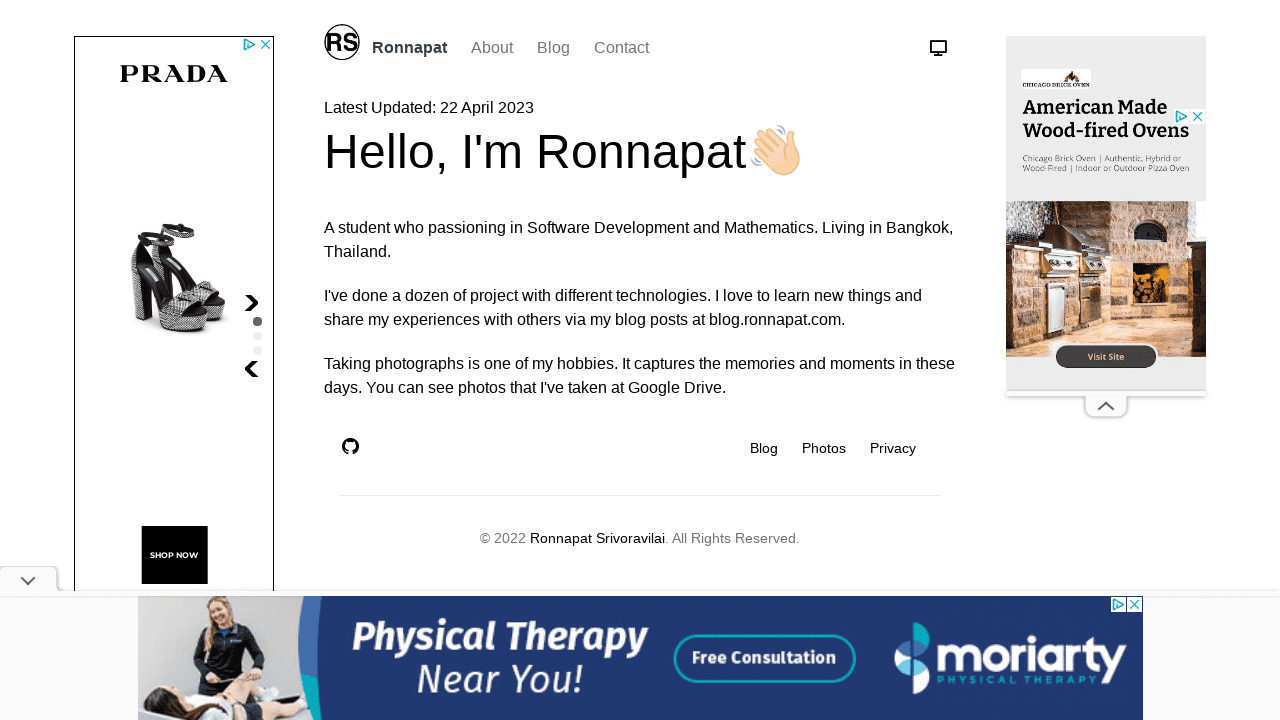 RS Ronnapat About Blog Contact
Latest Updated: 22 April 2023
Hello, I'm Ronnapat
A student who passioning in Software Development and Mathematics. Living in Bangkok,
Thailand.
I've done a dozen of project with different technologies. I love to learn new things and
share my experiences with others via my blog posts at blog.ronnapat.com.
Taking photographs is one of my hobbies. It captures the memories and moments in these
days. You can see photos that I've taken at Google Drive.
Blog Photos Privacy
© 2022 Ronnapat Srivoravilai. All Rights Reserved.
PRADA
SHOP NOW
CHICAGO BRICK OVEN
American Made
Wood-fired Ovens
Chicago Brick Oven | Authentic, Hybrid or
Wood-Fired | Indoor or Outdoor Pizza Oven
Visit Site
Physical Therapy
Near You!
Free Consultation
moriarty
PHYSICAL THERAPY